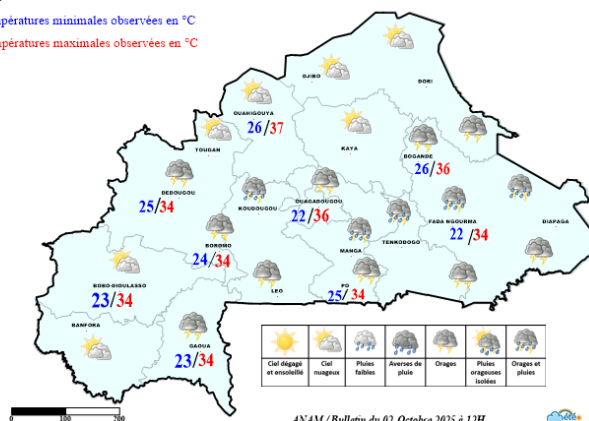 pératures minimales observées en °C
pératures maximales observées en °C
DJIBO
DORI
OUAHIGOUYA
26/37
TOUGAN
KAYA
BOGANDE
26/36
DEDOUGOU
25/34
KOUDOUGOU
OUAGADOUGOU
22/36
FADA NGOURMA
22/34
DIAPAGA
BOROMO
24/34
MANGA
TENKODOGO
BOBO-DIOULASSO
23/34
LEO
PO
25/34
BANFORA
GAOUA
23/34
Ciel dégagé et ensoleillé
Ciel nuageux
Pluies faibles
Averses de pluie
Orages
Pluies orageuses isolées
Orages et pluies
0 100 200
ANAM / Bulletin du 02 Octobre 2025 à 12H
été